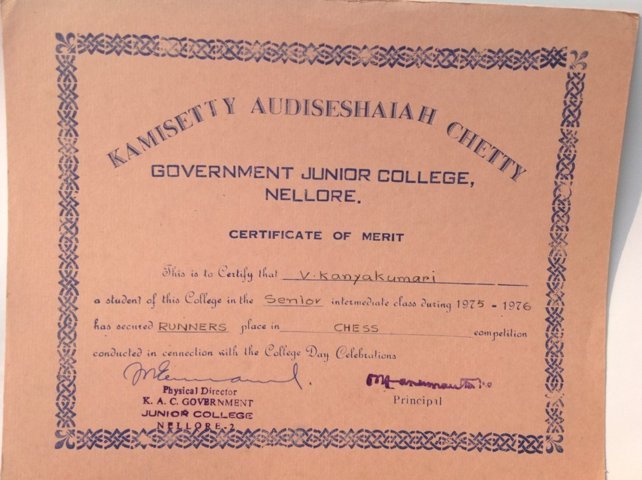 KAMISETTY AUDISESHAIAH CHETTY
GOVERNMENT JUNIOR COLLEGE,
NELLORE.
CERTIFICATE OF MERIT
This is to Certify that V. Kanyakumari
a student of this College in the Senior intermediate class during 1975 - 1976
has secured RUNNERS place in CHESS competition
conducted in connection with the College Day Celebrations
Physical Director
K. A. C. GOVERNMENT
JUNIOR COLLEGE
NELLORE-2
Principal